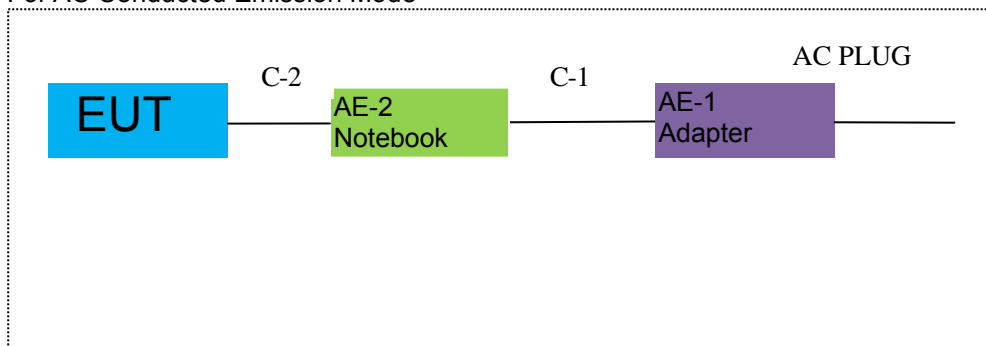 For AC Conducted Emission Mode
AC PLUG
C-2
C-1
EUT
AE-2
Notebook
AE-1
Adapter